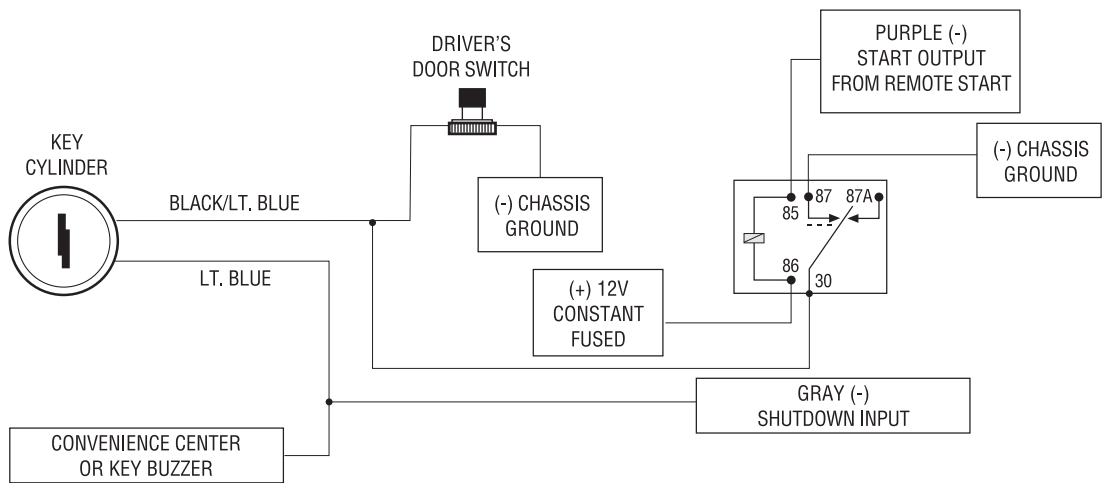 DRIVER'S
DOOR SWITCH
PURPLE (-)
START OUTPUT
FROM REMOTE START
KEY
CYLINDER
(-) CHASSIS
GROUND
BLACK/LT. BLUE
(-) CHASSIS
GROUND
85
87
87A
LT. BLUE
86
30
(+) 12V
CONSTANT
FUSED
GRAY (-)
SHUTDOWN INPUT
CONVENIENCE CENTER
OR KEY BUZZER